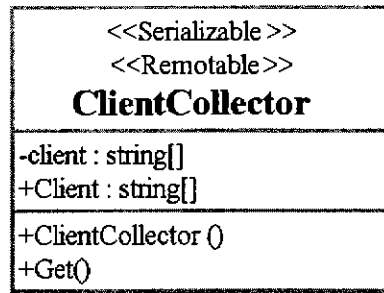 <<Serializable >>
<<Remotable>>
ClientCollector
-client : string[]
+Client : string[]
+ClientCollector ()
+Get()